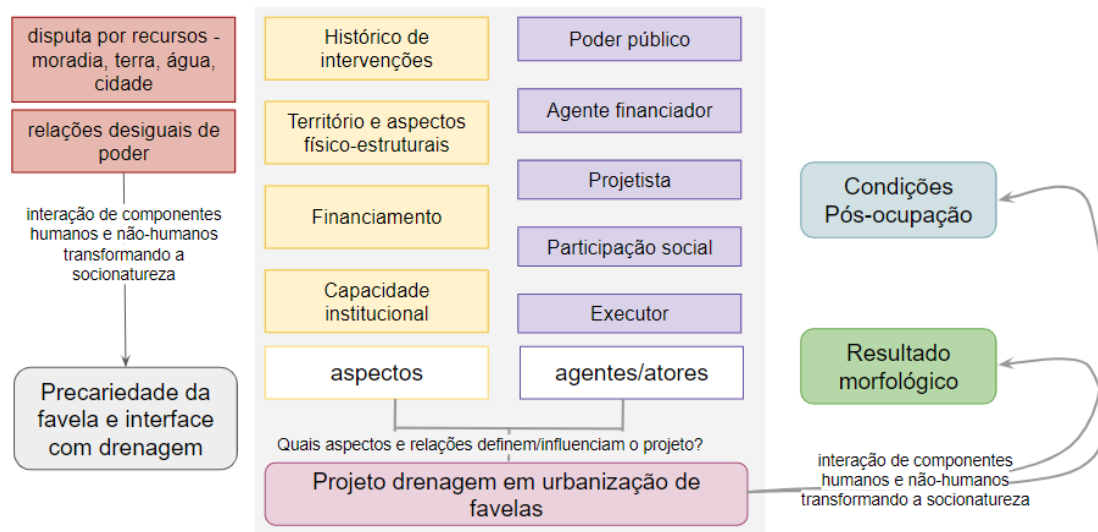 disputa por recursos -
moradia, terra, água,
cidade
relações desiguais de
poder
interação de componentes
humanos e não-humanos
transformando a
socionatureza
Precariedade da
favela e interface
com drenagem
Histórico de
intervenções
Território e aspectos
físico-estruturais
Financiamento
Capacidade
institucional
aspectos
Poder público
Agente financiador
Projetista
Participação social
Executor
agentes/atores
Quais aspectos e relações definem/influenciam o projeto?
Projeto drenagem em urbanização de
favelas
Condições
Pós-ocupação
Resultado
morfológico
interação de componentes
humanos e não-humanos
transformando a socionatureza